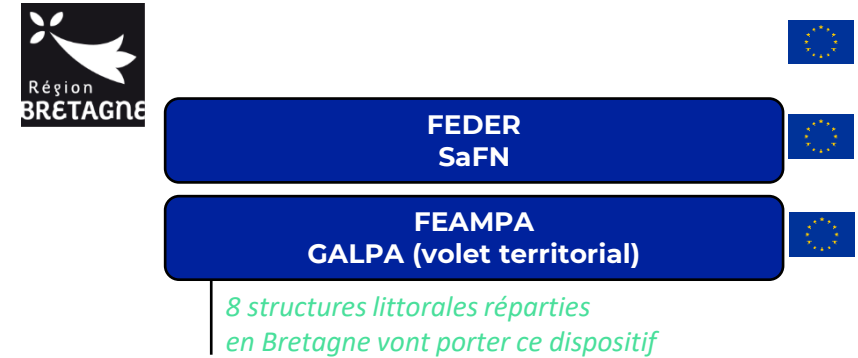 Région
BRETAGNE
FEDER
SaFN
FEAMPA
GALPA (volet territorial)
8 structures littorales réparties
en Bretagne vont porter ce dispositif